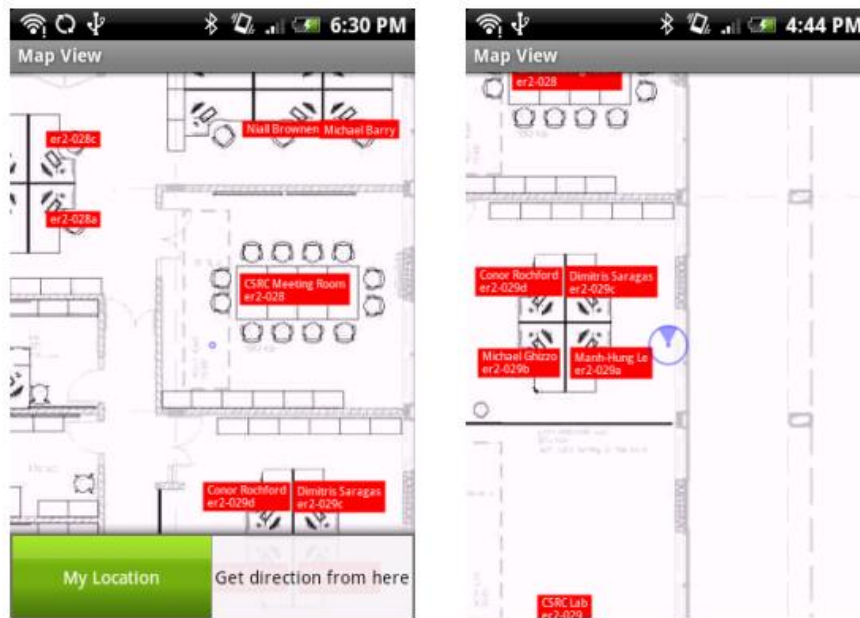 6:30 PM
Map View
Niall Brownen
Michael Barry
er2-028c
er2-028a
CSRC Meeting Room
er2-028
Conor Rochford
er2-029d
Dimitris Saragas
er2-029c
My Location
Get direction from here
4:44 PM
Map View
er2-028
Conor Rochford
er2-029d
Dimitris Saragas
er2-029c
Michael Ghizzo
er2-029b
Manh-Hung Le
er2-029a
CSRC Lab
er2-029